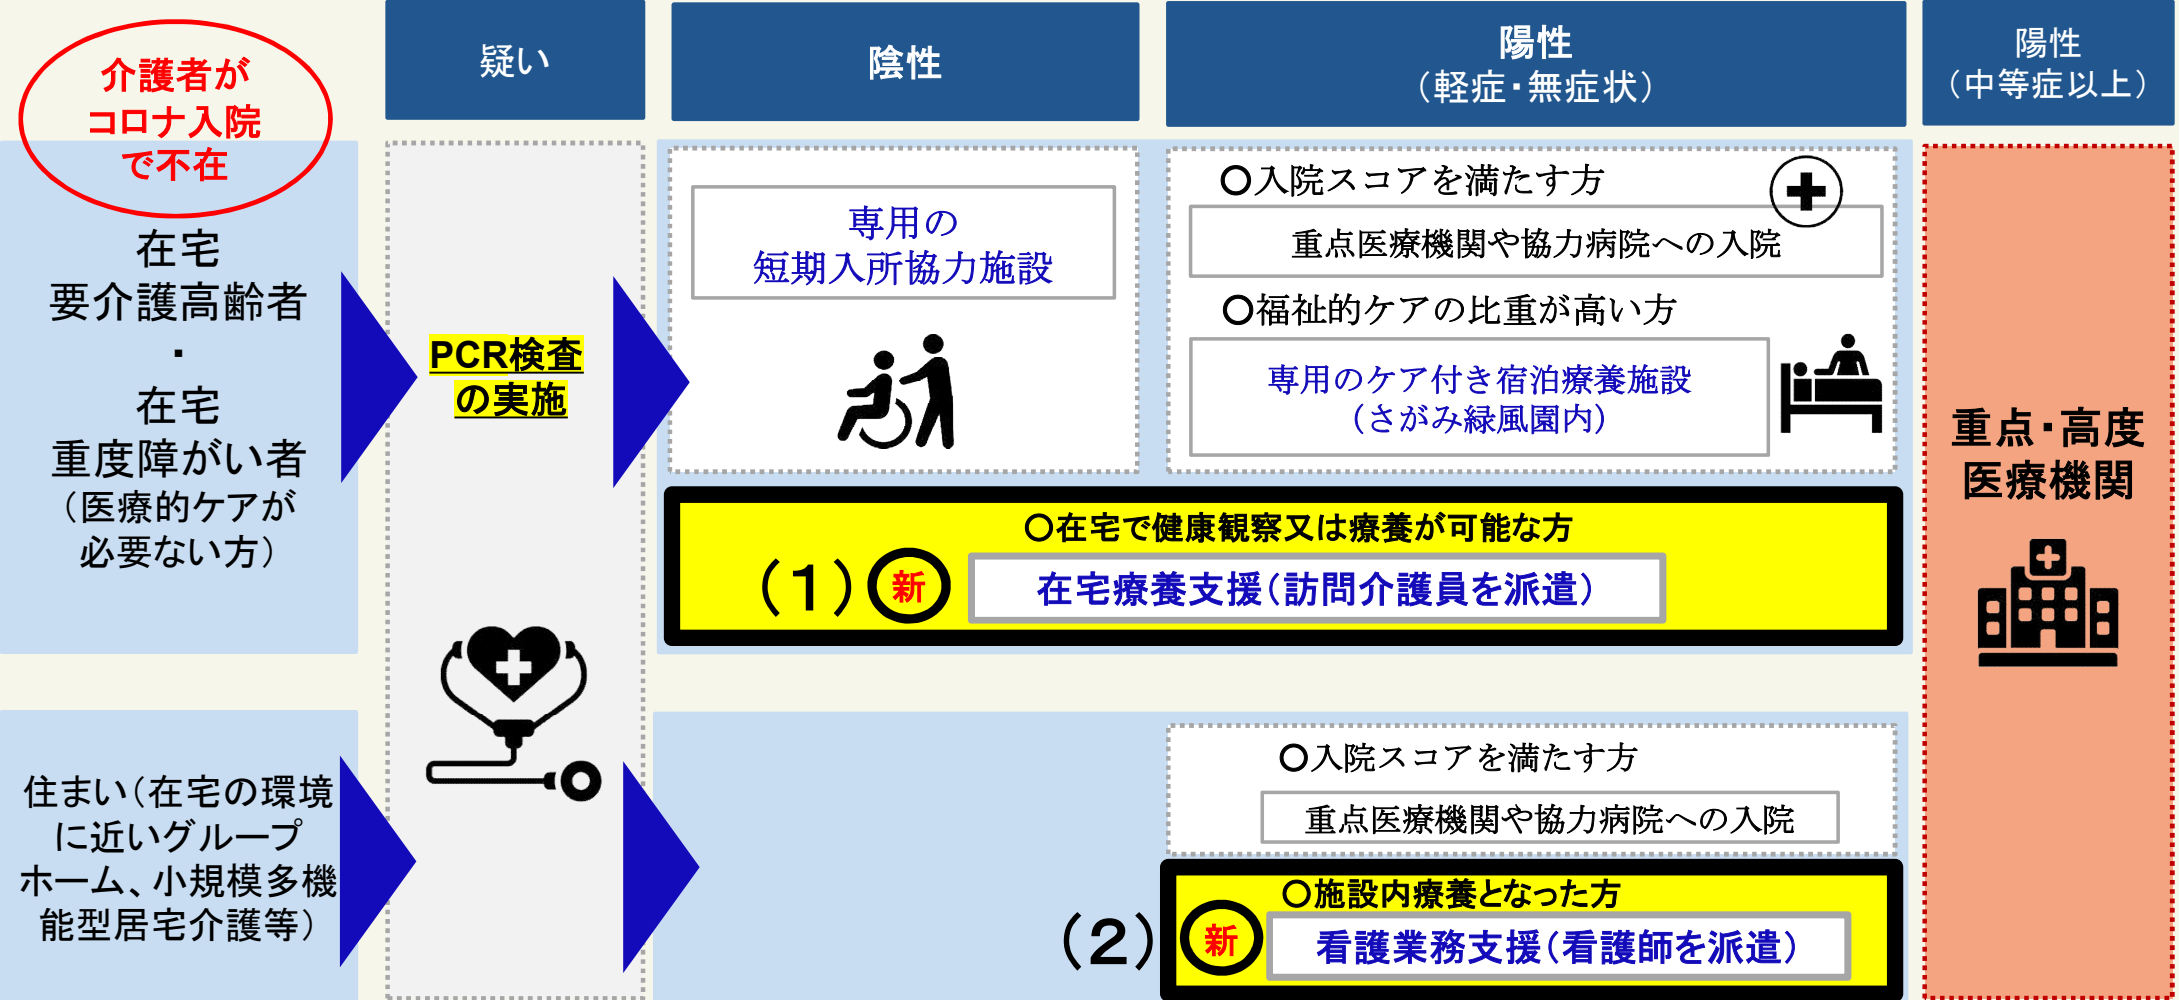 介護者が
コロナ入院
で不在
疑い
陰性
陽性
（軽症・無症状）
陽性
（中等症以上）
在宅
要介護高齢者
・
在宅
重度障がい者
（医療的ケアが
必要ない方）
PCR検査
の実施
専用の
短期入所協力施設
〇入院スコアを満たす方
重点医療機関や協力病院への入院
〇福祉的ケアの比重が高い方
専用のケア付き宿泊療養施設
（さがみ緑風園内）
〇在宅で健康観察又は療養が可能な方
（1）新 在宅療養支援（訪問介護員を派遣）
重点・高度
医療機関
住まい（在宅の環境
に近いグループ
ホーム、小規模多機
能型居宅介護等）
〇入院スコアを満たす方
重点医療機関や協力病院への入院
〇施設内療養となった方
（2）新 看護業務支援（看護師を派遣）